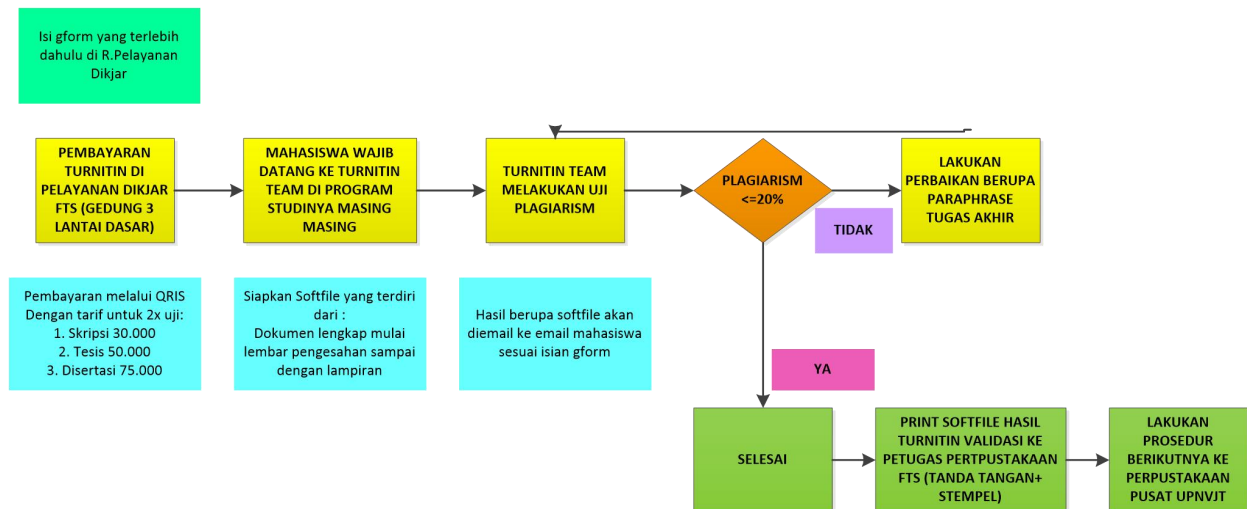 Isi gform yang terlebih
dahulu di R.Pelayanan
Dikjar
PEMBAYARAN
TURNITIN DI
PELAYANAN DIKJAR
FTS (GEDUNG 3
LANTAI DASAR)
MAHASISWA WAJIB
DATANG KE TURNITIN
TEAM DI PROGRAM
STUDINYA MASING
MASING
TURNITIN TEAM
MELAKUKAN UJI
PLAGIARISM
PLAGIARISM
<=20%
LAKUKAN
PERBAIKAN BERUPA
PARAPHRASE
TUGAS AKHIR
TIDAK
Pembayaran melalui QRIS
Dengan tarif untuk 2x uji:
1. Skripsi 30.000
2. Tesis 50.000
3. Disertasi 75.000
Siapkan Softfile yang terdiri
dari :
Dokumen lengkap mulai
lembar pengesahan sampai
dengan lampiran
Hasil berupa softfile akan
diemail ke email mahasiswa
sesuai isian gform
YA
SELESAI
PRINT SOFTFILE HASIL
TURNITIN VALIDASI KE
PETUGAS PERTPUSTAKAAN
FTS (TANDA TANGAN+
STEMPEL)
LAKUKAN
PROSEDUR
BERIKUTNYA KE
PERPUSTAKAAN
PUSAT UPNVJT